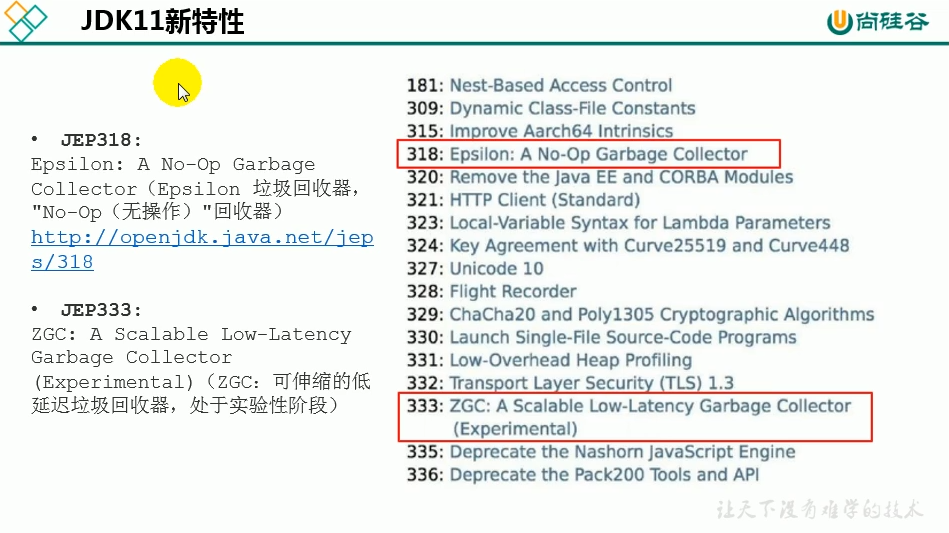 JDK11新特性
尚硅谷
• JEP318:
Epsilon: A No-Op Garbage
Collector（Epsilon 垃圾回收器，
"No-Op（无操作）"回收器）
http://openjdk.java.net/jep
s/318
• JEP333:
ZGC: A Scalable Low-Latency
Garbage Collector
(Experimental)（ZGC：可伸缩的低
延迟垃圾回收器，处于实验性阶段）
181: Nest-Based Access Control
309: Dynamic Class-File Constants
315: Improve Aarch64 Intrinsics
318: Epsilon: A No-Op Garbage Collector
320: Remove the Java EE and CORBA Modules
321: HTTP Client (Standard)
323: Local-Variable Syntax for Lambda Parameters
324: Key Agreement with Curve25519 and Curve448
327: Unicode 10
328: Flight Recorder
329: ChaCha20 and Poly1305 Cryptographic Algorithms
330: Launch Single-File Source-Code Programs
331: Low-Overhead Heap Profiling
332: Transport Layer Security (TLS) 1.3
333: ZGC: A Scalable Low-Latency Garbage Collector
(Experimental)
335: Deprecate the Nashorn JavaScript Engine
336: Deprecate the Pack200 Tools and API
让天下没有难学的技术